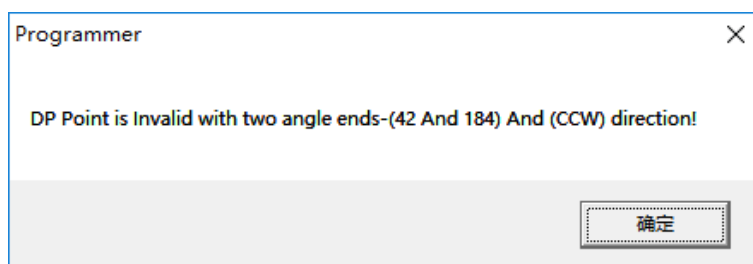 Programmer
DP Point is Invalid with two angle ends-(42 And 184) And (CCW) direction!
确定